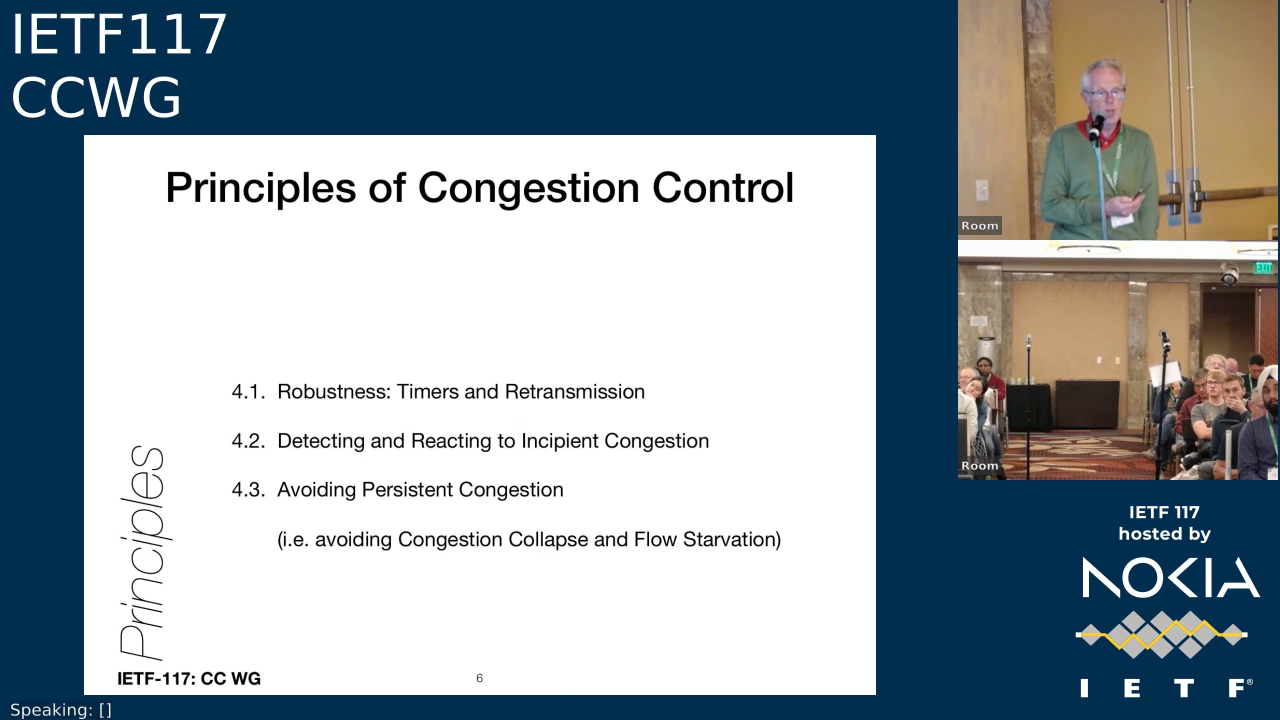 IETF117
CCWG
Principles of Congestion Control
4.1. Robustness: Timers and Retransmission
4.2. Detecting and Reacting to Incipient Congestion
4.3. Avoiding Persistent Congestion
(i.e. avoiding Congestion Collapse and Flow Starvation)
Principles
IETF-117: CC WG
6
Speaking: []
Room
EXIT
Room
IETF 117
hosted by
NOKIA
I E T F®